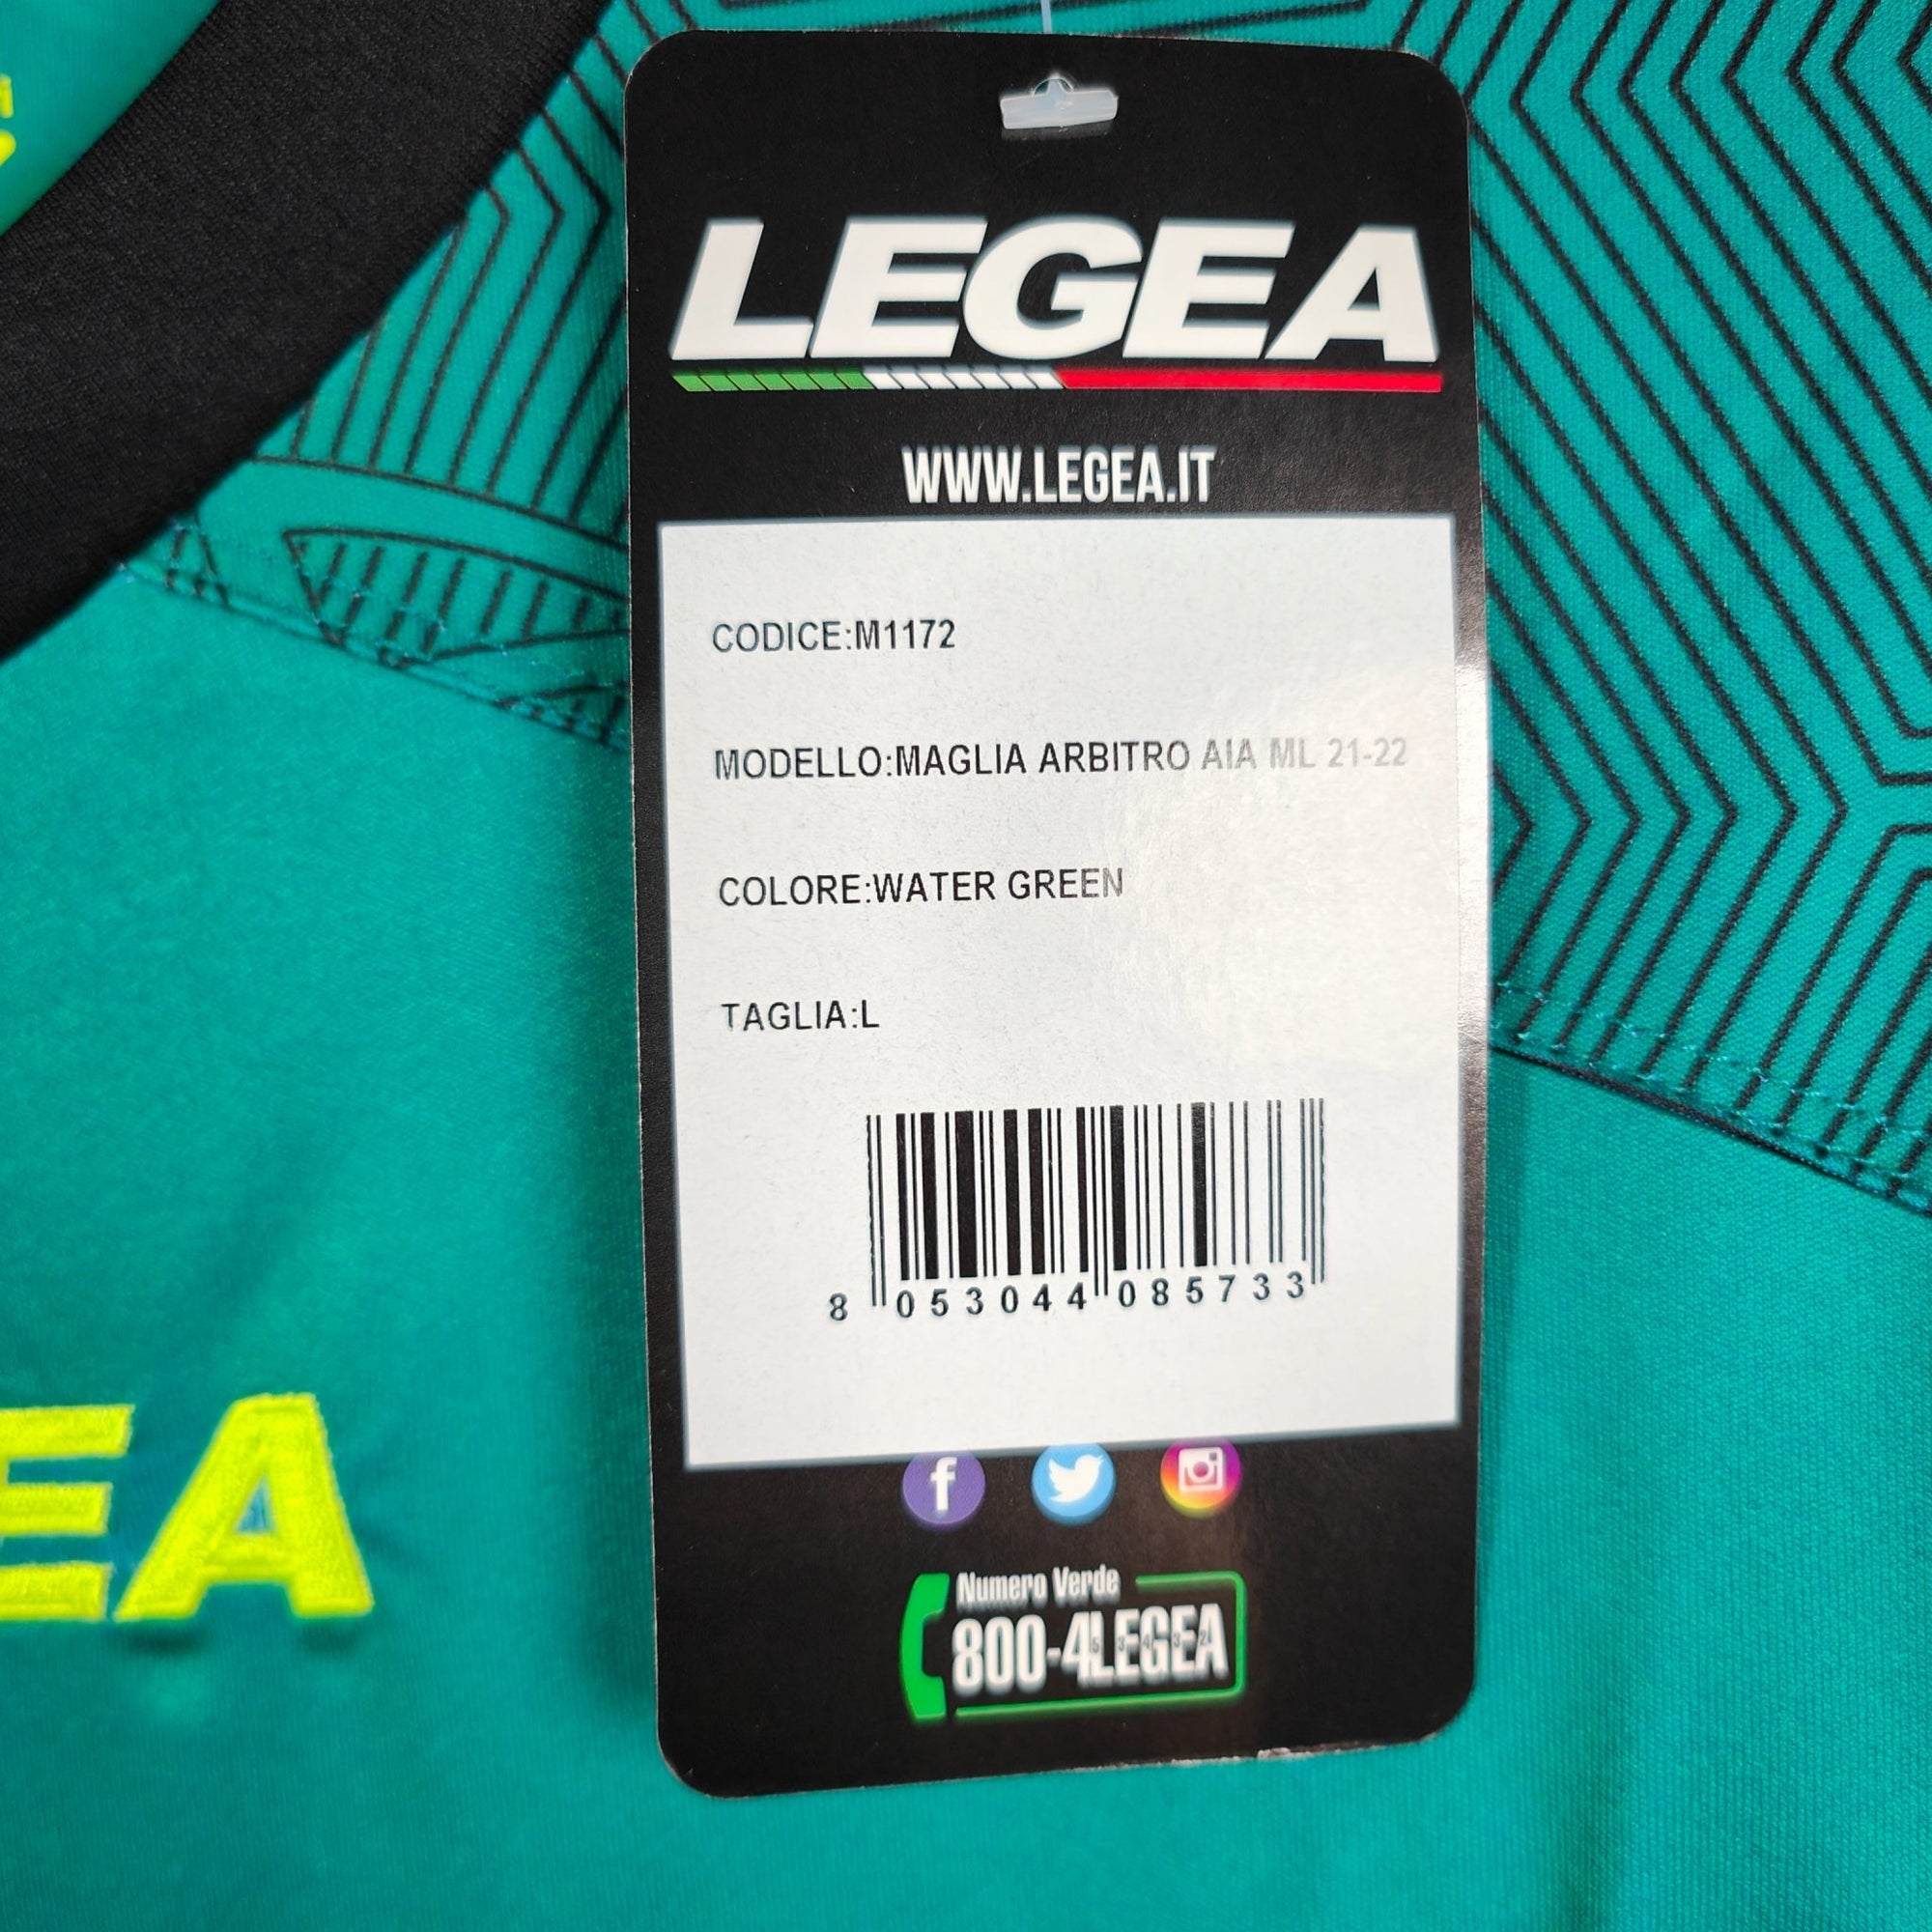 LEGEA
WWW.LEGEA.IT
CODICE:M1172
MODELLO:MAGLIA ARBITRO AIA ML 21-22
COLORE:WATER GREEN
TAGLIA:L
8 053044 085733
EA
f
Numero Verde
800-4LEGEA